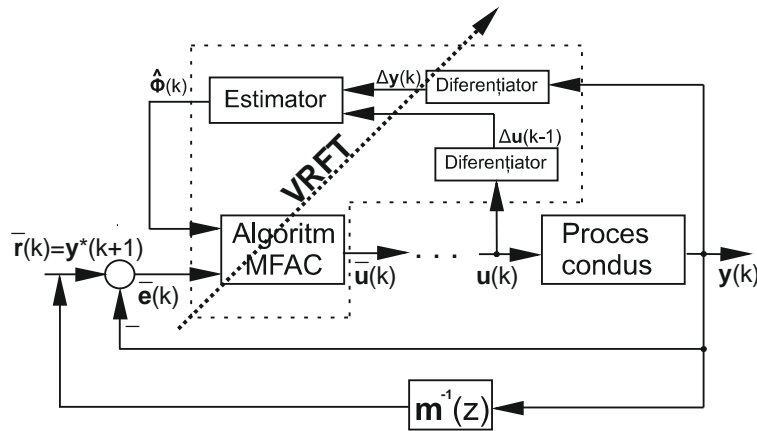 Φ̂(k)
Estimator
Δy(k)
Diferențiator
Δu(k-1)
Diferențiator
VRFT
r̅(k)=y*(k+1)
e̅(k)
−
Algoritm
MFAC
u̅(k)
. . .
u(k)
Proces
condus
y(k)
m⁻¹(z)